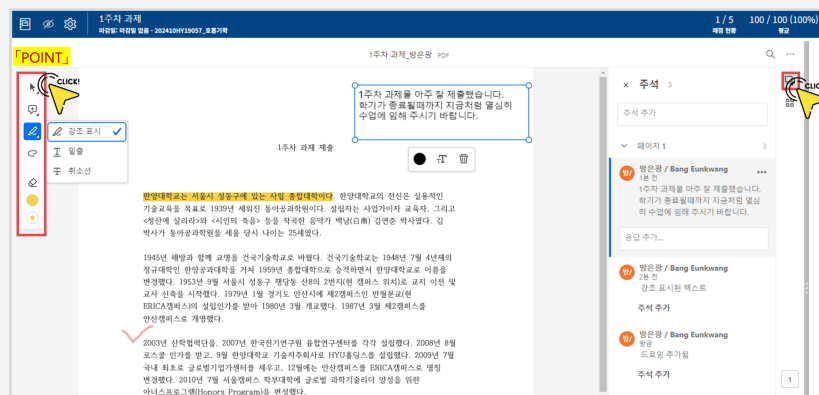 1주차 과제
마감일: 마감일 없음 - 202410HY19057_호흡기학
1 / 5
채점 현황
100 / 100 (100%)
평균
「POINT」
1주차 과제_방은광 PDF
CLICK!
강조 표시
밑줄
취소선
1주차 과제물 아주 잘 제출했습니다.
학기가 종료될때까지 지금처럼 열심히
수업에 임해 주시기 바랍니다.
1주차 과제 제출
한양대학교는 서울시 성동구에 있는 사립 종합대학이다. 한양대학교의 전신은 실용적인
기술교육을 목표로 1939년 세워진 동아공과학원이다. 설립자는 사업가이자 교육자, 그리고
<청산에 살리라>와 <시인의 죽음> 등을 작곡한 음악가 백남(白南) 김연준 박사였다. 김
박사가 동아공과학원을 세울 당시 나이는 25세였다.
1945년 해방과 함께 교명을 건국기술학교로 바꿨다. 건국기술학교는 1948년 7월 4년제의
정규대학인 한양공과대학을 거쳐 1959년 종합대학으로 승격하면서 한양대학교로 이름을
변경했다. 1953년 9월 서울시 성동구 행당동 산8의 2번지(현 캠퍼스 위치)로 교지 이전 및
교사 신축을 시작했다. 1979년 1월 경기도 안산시에 제2캠퍼스인 반월분교(현
ERICA캠퍼스)의 설립인가를 받아 1980년 3월 개교했다. 1987년 3월 제2캠퍼스를
안산캠퍼스로 개명했다.
2003년 산학협력단을, 2007년 한국전기연구원 융합연구센터를 각각 설립했다. 2008년 8월
로스쿨 인가를 받고, 9월 한양대학교 기술지주회사로 HYU홀딩스를 설립했다. 2009년 7월
국내 최초로 글로벌기업가센터를 세우고, 12월에는 안산캠퍼스를 ERICA캠퍼스로 명칭
변경했다. 2010년 7월 서울캠퍼스 학부대학에 글로벌 과학기술리더 양성을 위한
아너스프로그램(Honors Program)을 편성했다.
× 주석 3
주석 추가
페이지 1 3
방/ 방은광 / Bang Eunkwang
1분 전
1주차 과제물 아주 잘 제출했습니다.
학기가 종료될때까지 지금처럼 열심
히 수업에 임해 주시기 바랍니다.
응답 추가...
방/ 방은광 / Bang Eunkwang
2분 전
강조 표시된 텍스트
주석 추가
방/ 방은광 / Bang Eunkwang
방금
드로잉 추가됨
주석 추가
CLIC
1